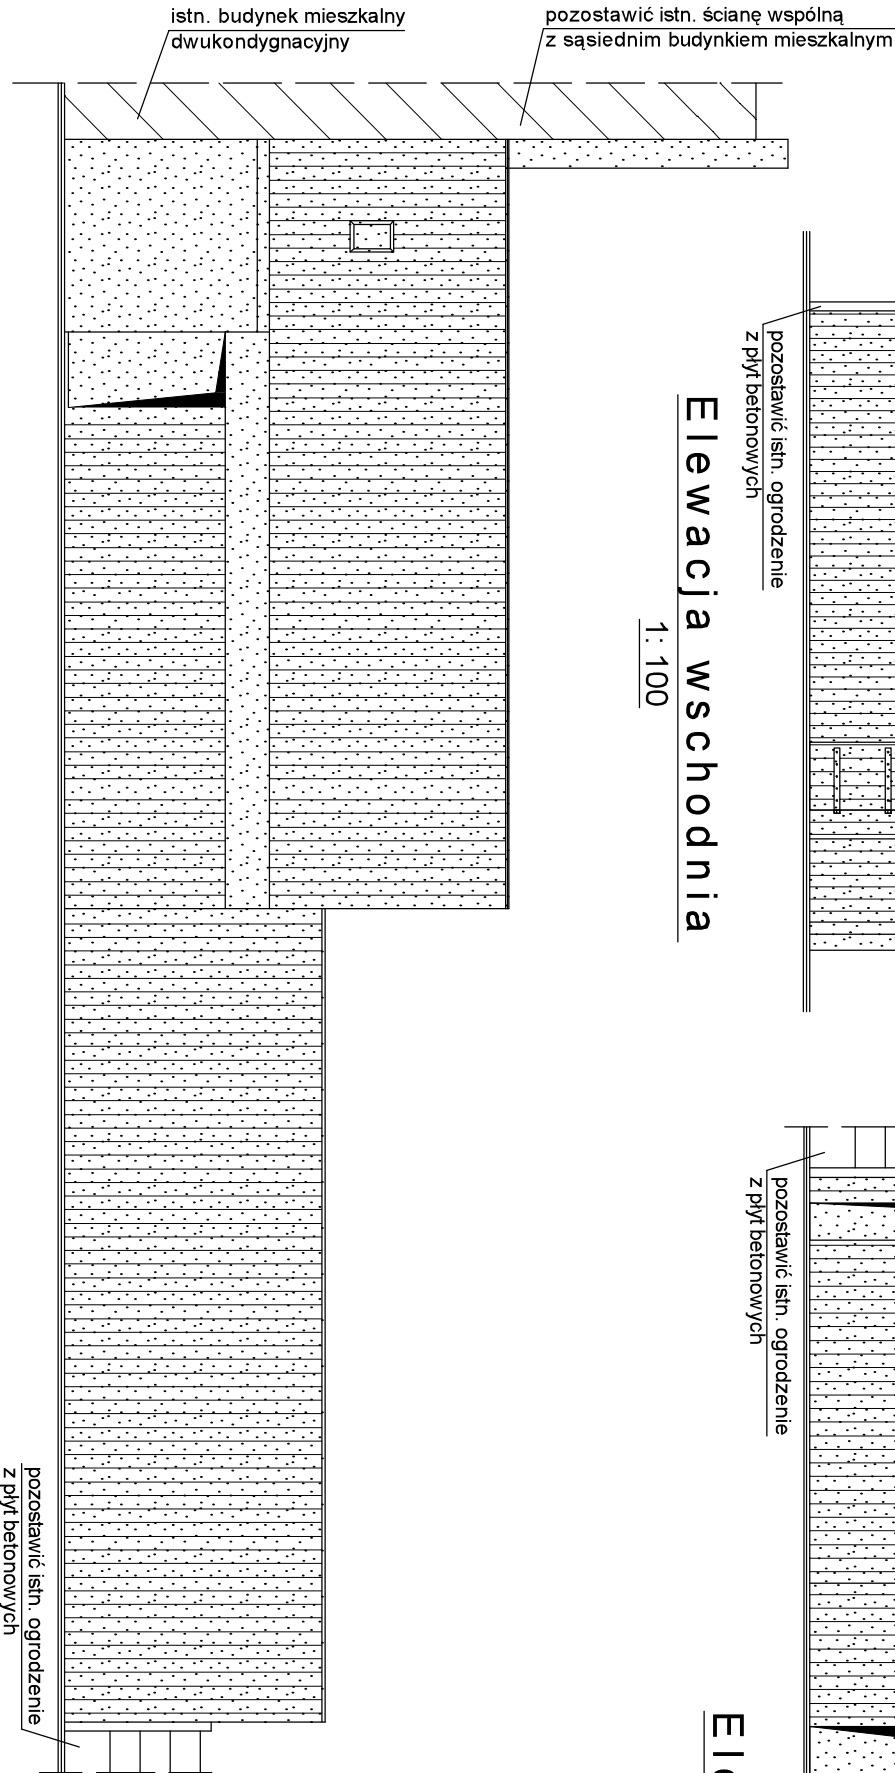 istn. budynek mieszkalny
dwukondygnacyjny
pozostawić istn. ścianę wspólną
z sąsiednim budynkiem mieszkalnym
pozostawić istn. ogrodzenie
z płyt betonowych
Elewacja wschodnia
1: 100
pozostawić istn. ogrodzenie
z płyt betonowych
pozostawić istn. ogrodzenie
z płyt betonowych